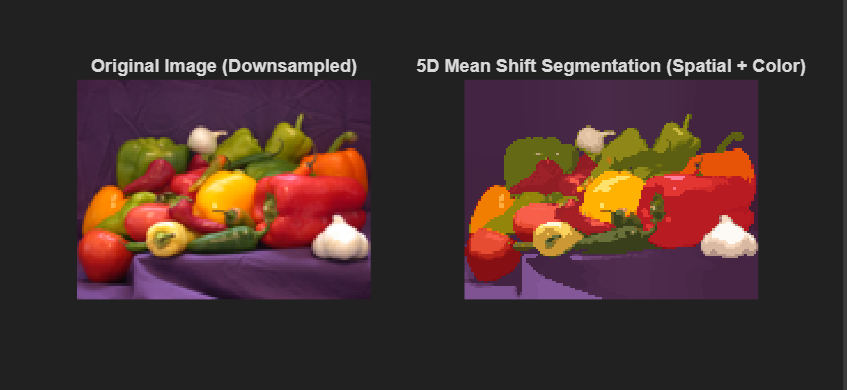 Original Image (Downsampled)
5D Mean Shift Segmentation (Spatial + Color)